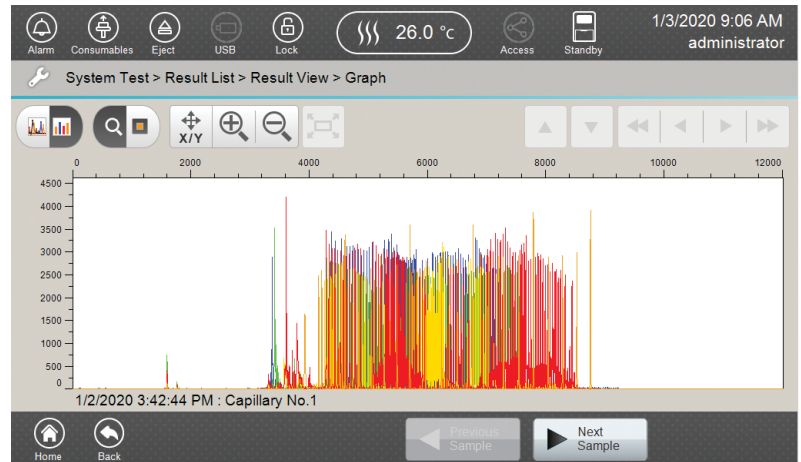 1/3/2020 9:06 AM
26.0 °c
administrator
Alarm Consumables Eject USB Lock Access Standby
System Test > Result List > Result View > Graph
X/Y
0 2000 4000 6000 8000 10000 12000
4500
4000
3500
3000
2500
2000
1500
1000
500
0
1/2/2020 3:42:44 PM : Capillary No.1
Previous Next
Sample Sample
Home Back